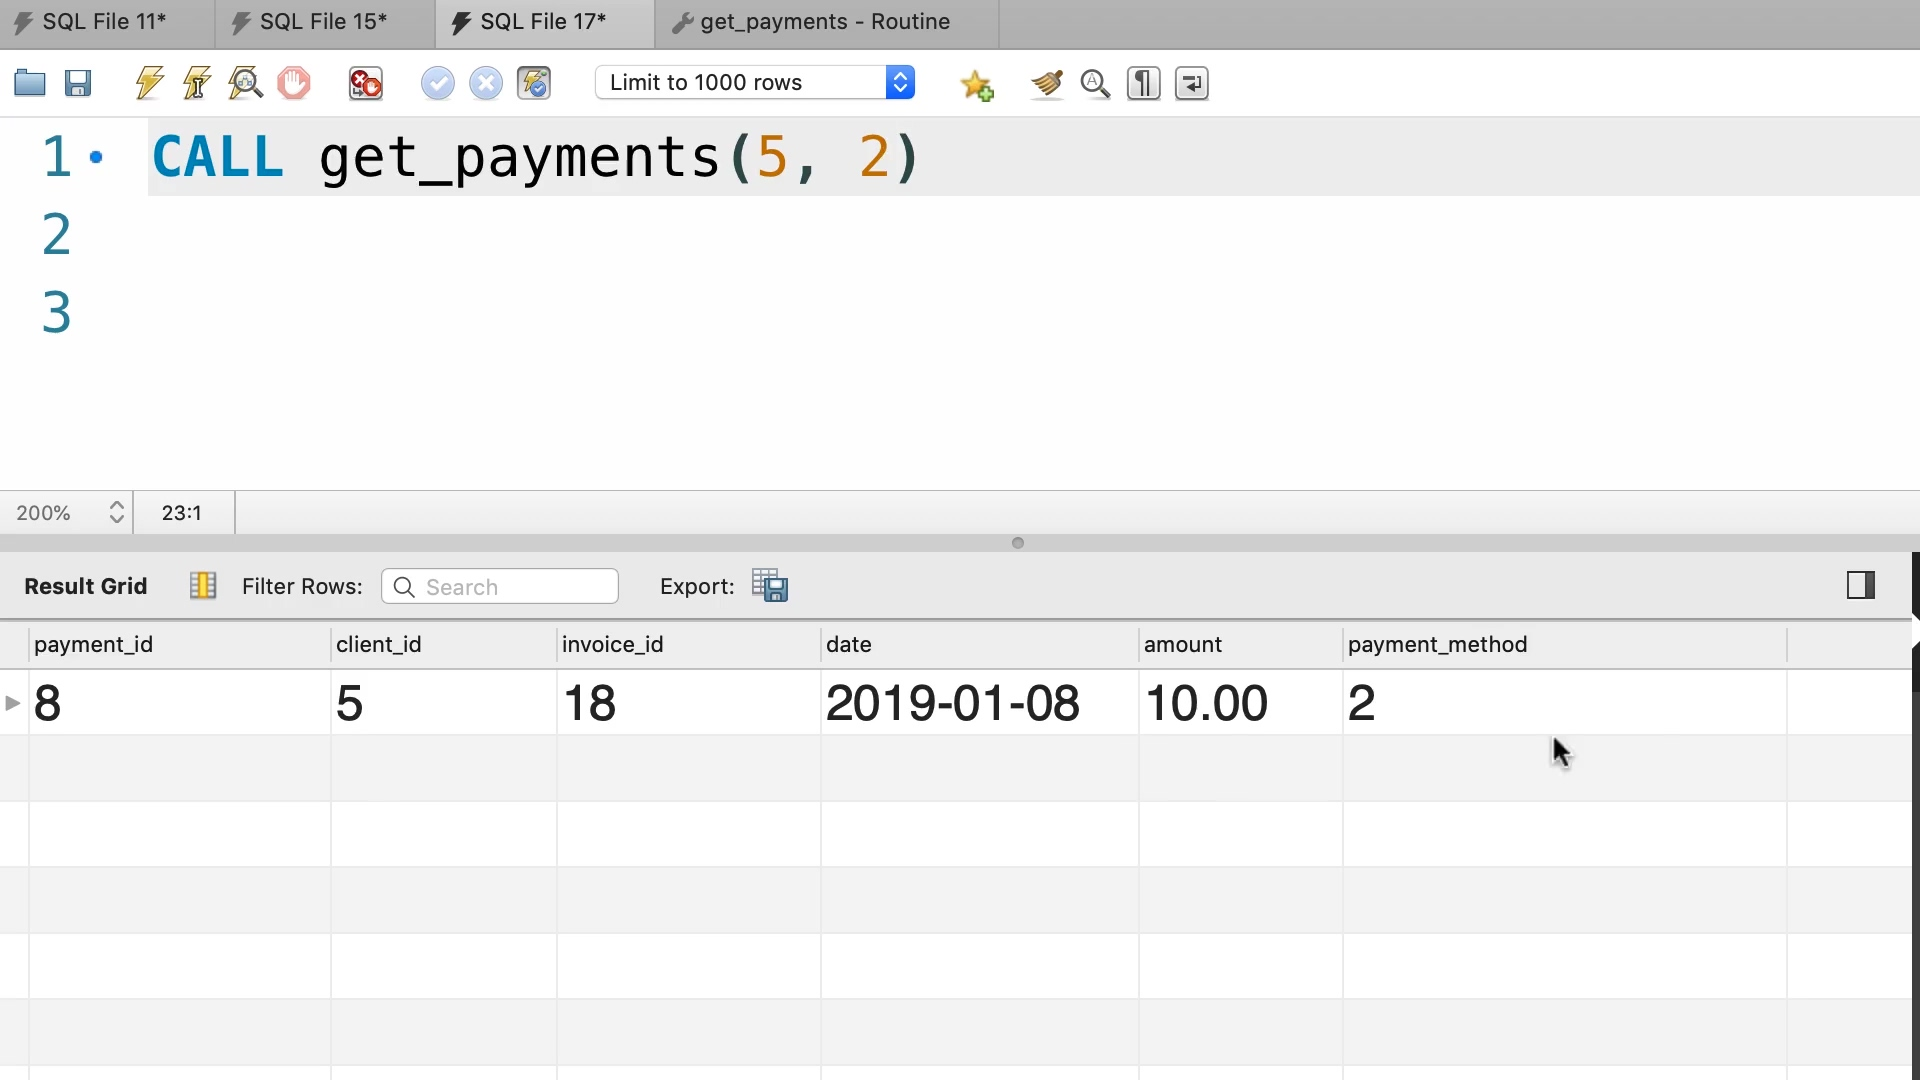 SQL File 11* SQL File 15* SQL File 17* get_payments - Routine
Limit to 1000 rows
1 CALL get_payments(5, 2)
2
3
200% 23:1
Result Grid Filter Rows: Search Export:
payment_id client_id invoice_id date amount payment_method
8 5 18 2019-01-08 10.00 2